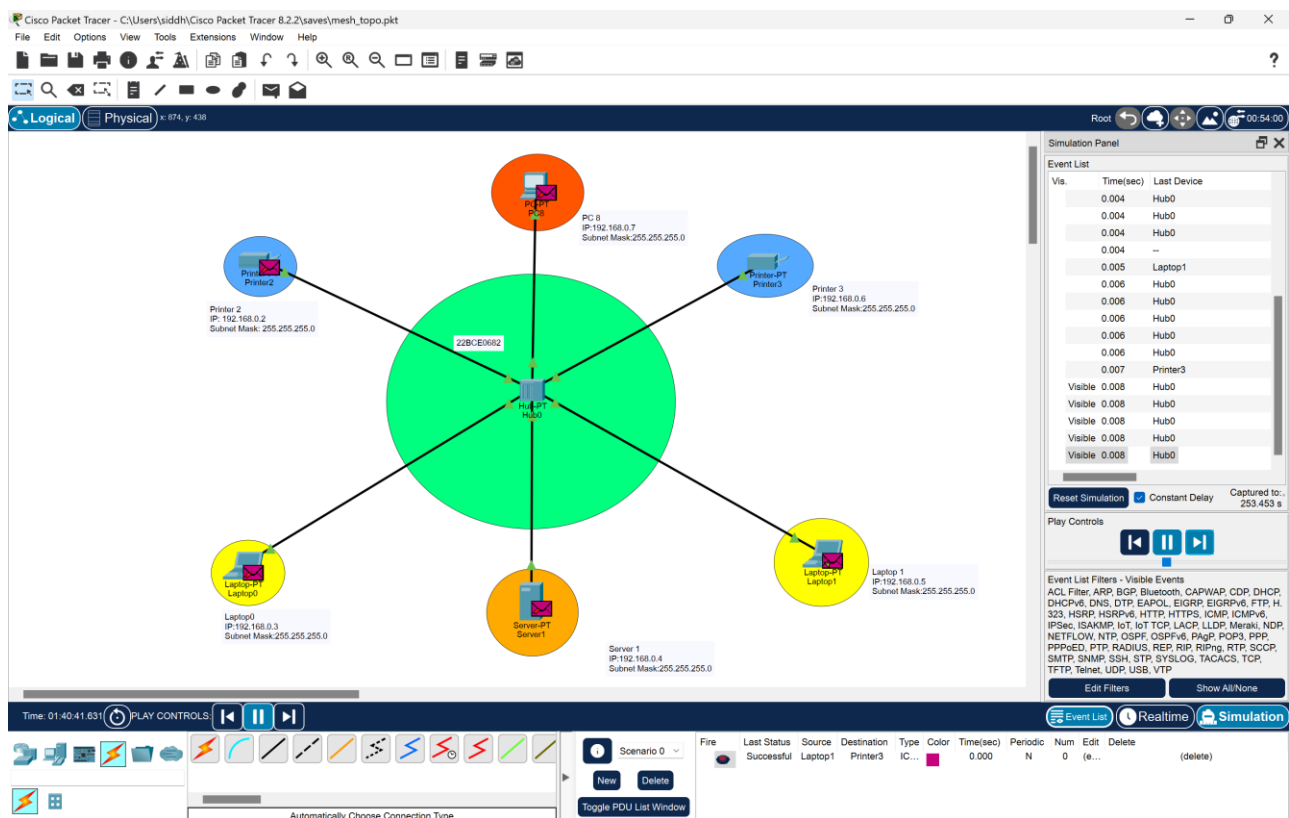 Cisco Packet Tracer - C:\Users\siddh\Cisco Packet Tracer 8.2.2\saves\mesh_topo.pkt
File Edit Options View Tools Extensions Window Help
?
Logical Physical x: 874, y: 438 Root 00:54:00
PC-PT
PC8
PC 8
IP:192.168.0.7
Subnet Mask:255.255.255.0
Printer2
Printer 2
IP: 192.168.0.2
Subnet Mask: 255.255.255.0
Printer-PT
Printer3
Printer 3
IP:192.168.0.6
Subnet Mask:255.255.255.0
22BCE0682
Hub-PT
Hub0
Laptop-PT
Laptop0
Laptop0
IP:192.168.0.3
Subnet Mask:255.255.255.0
Server-PT
Server1
Server 1
IP:192.168.0.4
Subnet Mask:255.255.255.0
Laptop-PT
Laptop1
Laptop 1
IP:192.168.0.5
Subnet Mask:255.255.255.0
Simulation Panel
Event List
Vis. Time(sec) Last Device
0.004 Hub0
0.004 Hub0
0.004 Hub0
0.004 --
0.005 Laptop1
0.006 Hub0
0.006 Hub0
0.006 Hub0
0.006 Hub0
0.006 Hub0
0.007 Printer3
Visible 0.008 Hub0
Visible 0.008 Hub0
Visible 0.008 Hub0
Visible 0.008 Hub0
Visible 0.008 Hub0
Reset Simulation Constant Delay Captured to:.
253.453 s
Play Controls
Event List Filters - Visible Events
ACL Filter, ARP, BGP, Bluetooth, CAPWAP, CDP, DHCP,
DHCPv6, DNS, DTP, EAPOL, EIGRP, EIGRPv6, FTP, H.
323, HSRP, HSRPv6, HTTP, HTTPS, ICMP, ICMPv6,
IPSec, ISAKMP, IoT, IoT TCP, LACP, LLDP, Meraki, NDP,
NETFLOW, NTP, OSPF, OSPFv6, PAgP, POP3, PPP,
PPPoED, PTP, RADIUS, REP, RIP, RIPng, RTP, SCCP,
SMTP, SNMP, SSH, STP, SYSLOG, TACACS, TCP,
TFTP, Telnet, UDP, USB, VTP
Edit Filters Show All/None
Time: 01:40:41.631 PLAY CONTROLS: Event List Realtime Simulation
Scenario 0
New Delete
Toggle PDU List Window
Fire Last Status Source Destination Type Color Time(sec) Periodic Num Edit Delete
Successful Laptop1 Printer3 IC... 0.000 N 0 (e... (delete)
Automatically Choose Connection Type